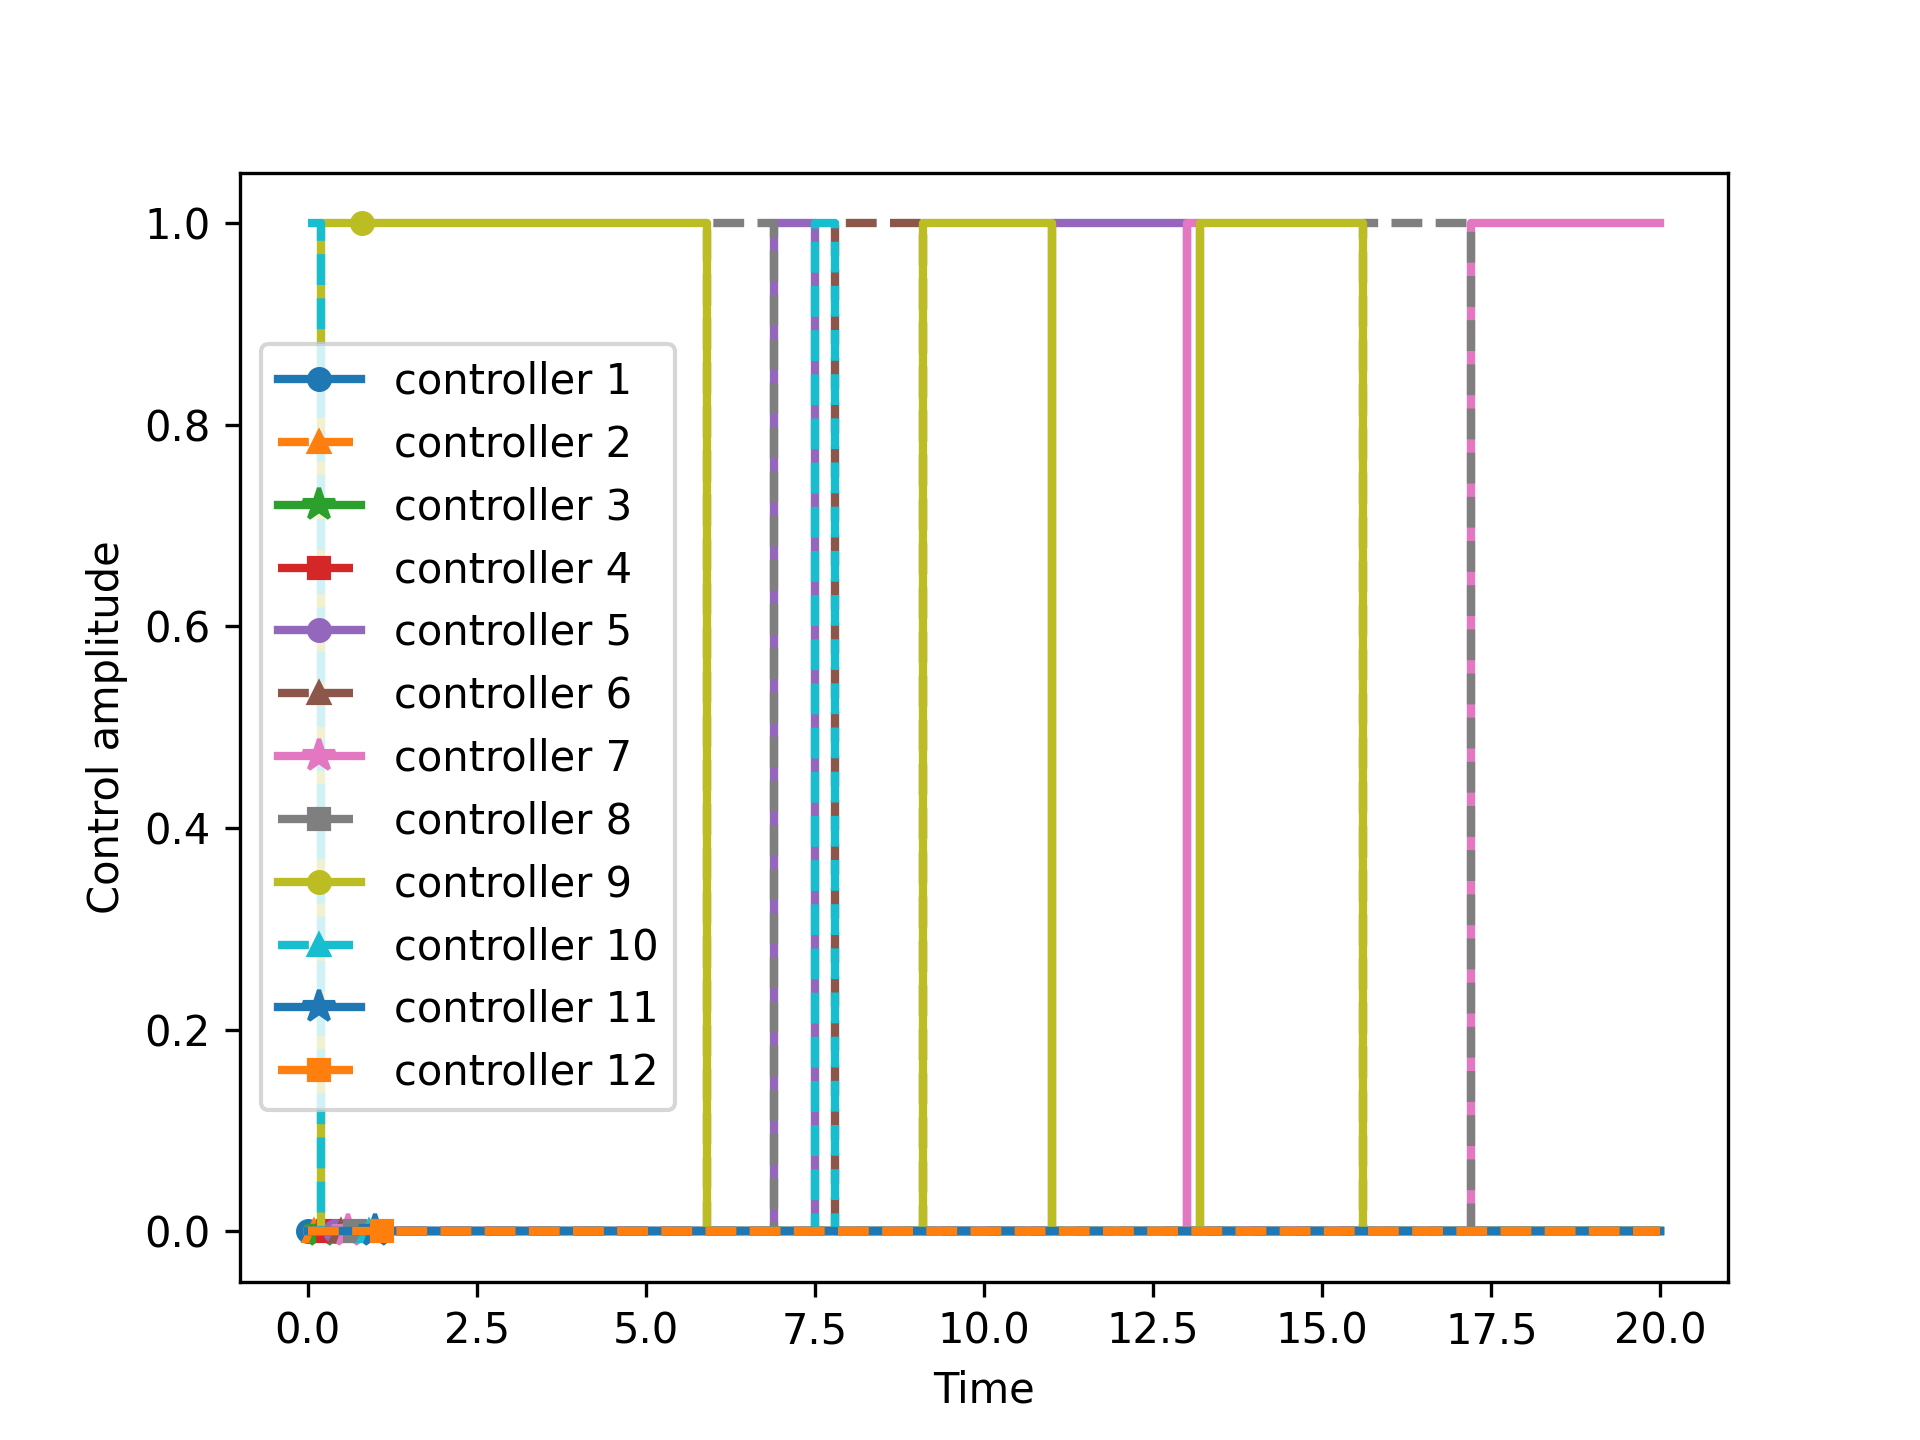 1.0
0.8
0.6
0.4
0.2
0.0
Control amplitude
controller 1
controller 2
controller 3
controller 4
controller 5
controller 6
controller 7
controller 8
controller 9
controller 10
controller 11
controller 12
0.0 2.5 5.0 7.5 10.0 12.5 15.0 17.5 20.0
Time